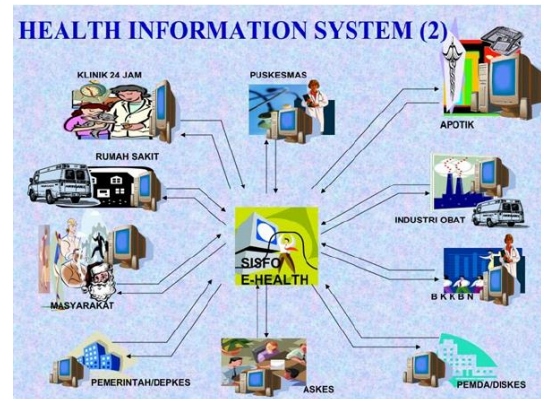 HEALTH INFORMATION SYSTEM (2)
KLINIK 24 JAM
PUSKESMAS
APOTIK
RUMAH SAKIT
INDUSTRI OBAT
SISFO
E-HEALTH
MASYARAKAT
B K K B N
PEMERINTAH/DEPKES
ASKES
PEMDA/DISKES